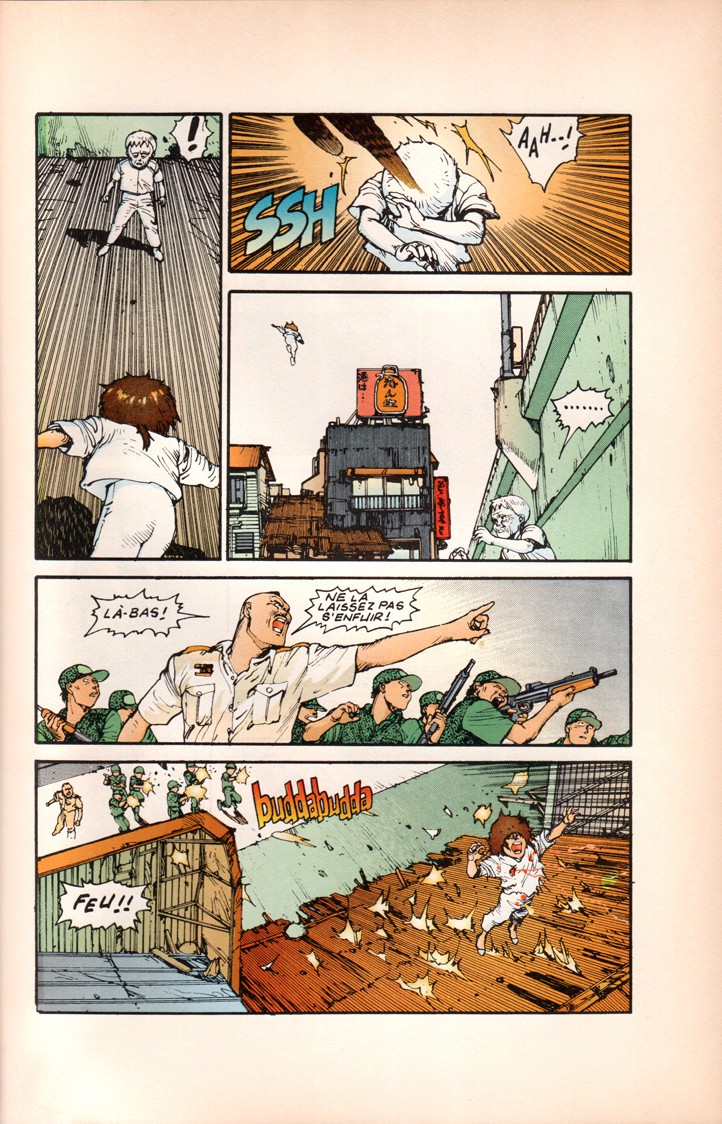 !
AAH--!
SSH
.......
LÀ-BAS!
NE LA
LAISSEZ PAS
S'ENFUIR!
buddabudda
FEU!!